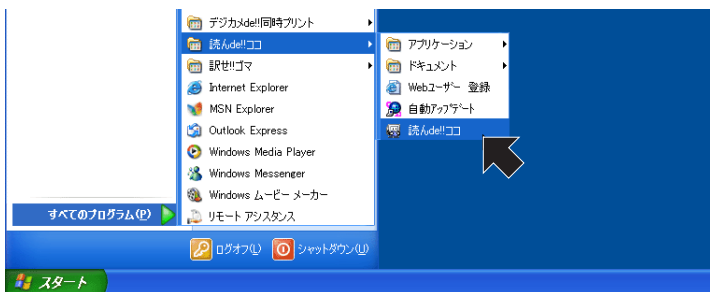 デジカメde!!同時プリント
読んde!!ココ
訳せ!!ゴマ
Internet Explorer
MSN Explorer
Outlook Express
Windows Media Player
Windows Messenger
Windows ムービー メーカー
リモート アシスタンス
アプリケーション
ドキュメント
Webユーザー 登録
自動アップデート
読んde!!ココ
すべてのプログラム(P)
ログオフ(L)
シャットダウン(U)
スタート